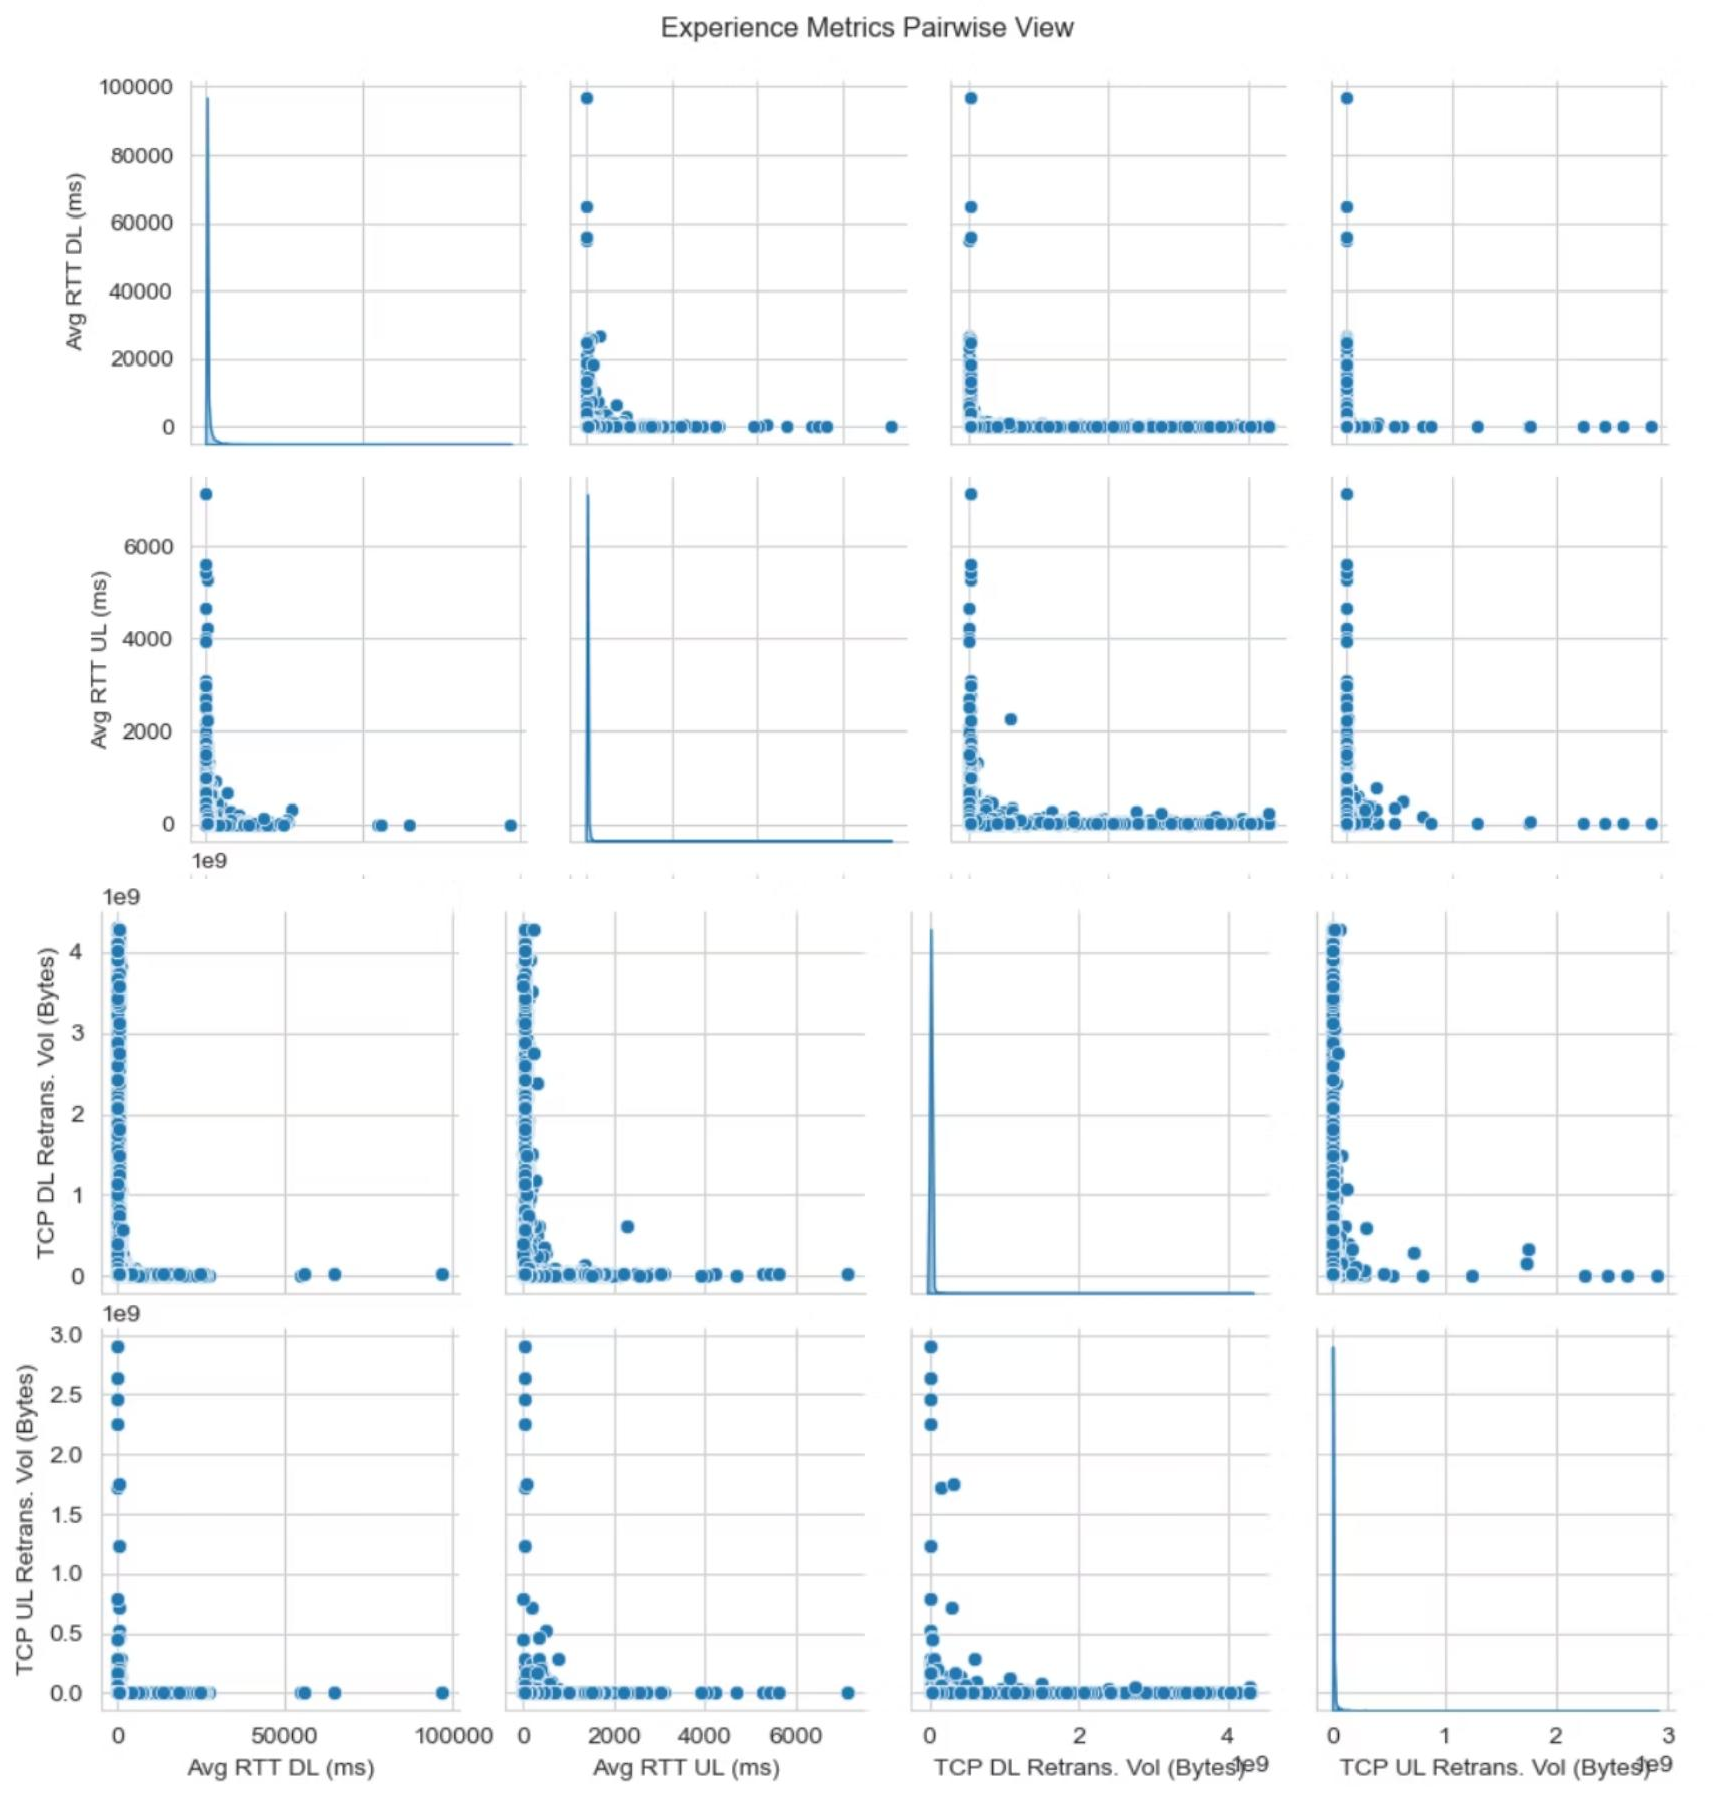 Experience Metrics Pairwise View
100000
80000
60000
40000
20000
0
Avg RTT DL (ms)
6000
4000
2000
0
Avg RTT UL (ms)
1e9
1e9
4
3
2
1
0
TCP DL Retrans. Vol (Bytes)
1e9
3.0
2.5
2.0
1.5
1.0
0.5
0.0
TCP UL Retrans. Vol (Bytes)
0 50000 100000 0 2000 4000 6000 0 2 4 0 1 2 3
1e9 1e9
Avg RTT DL (ms) Avg RTT UL (ms) TCP DL Retrans. Vol (Bytes) TCP UL Retrans. Vol (Bytes)